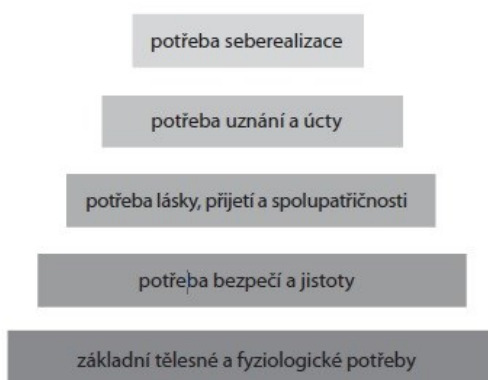 potřeba seberealizace
potřeba uznání a úcty
potřeba lásky, přijetí a spolupatřičnosti
potřeba bezpečí a jistoty
základní tělesné a fyziologické potřeby